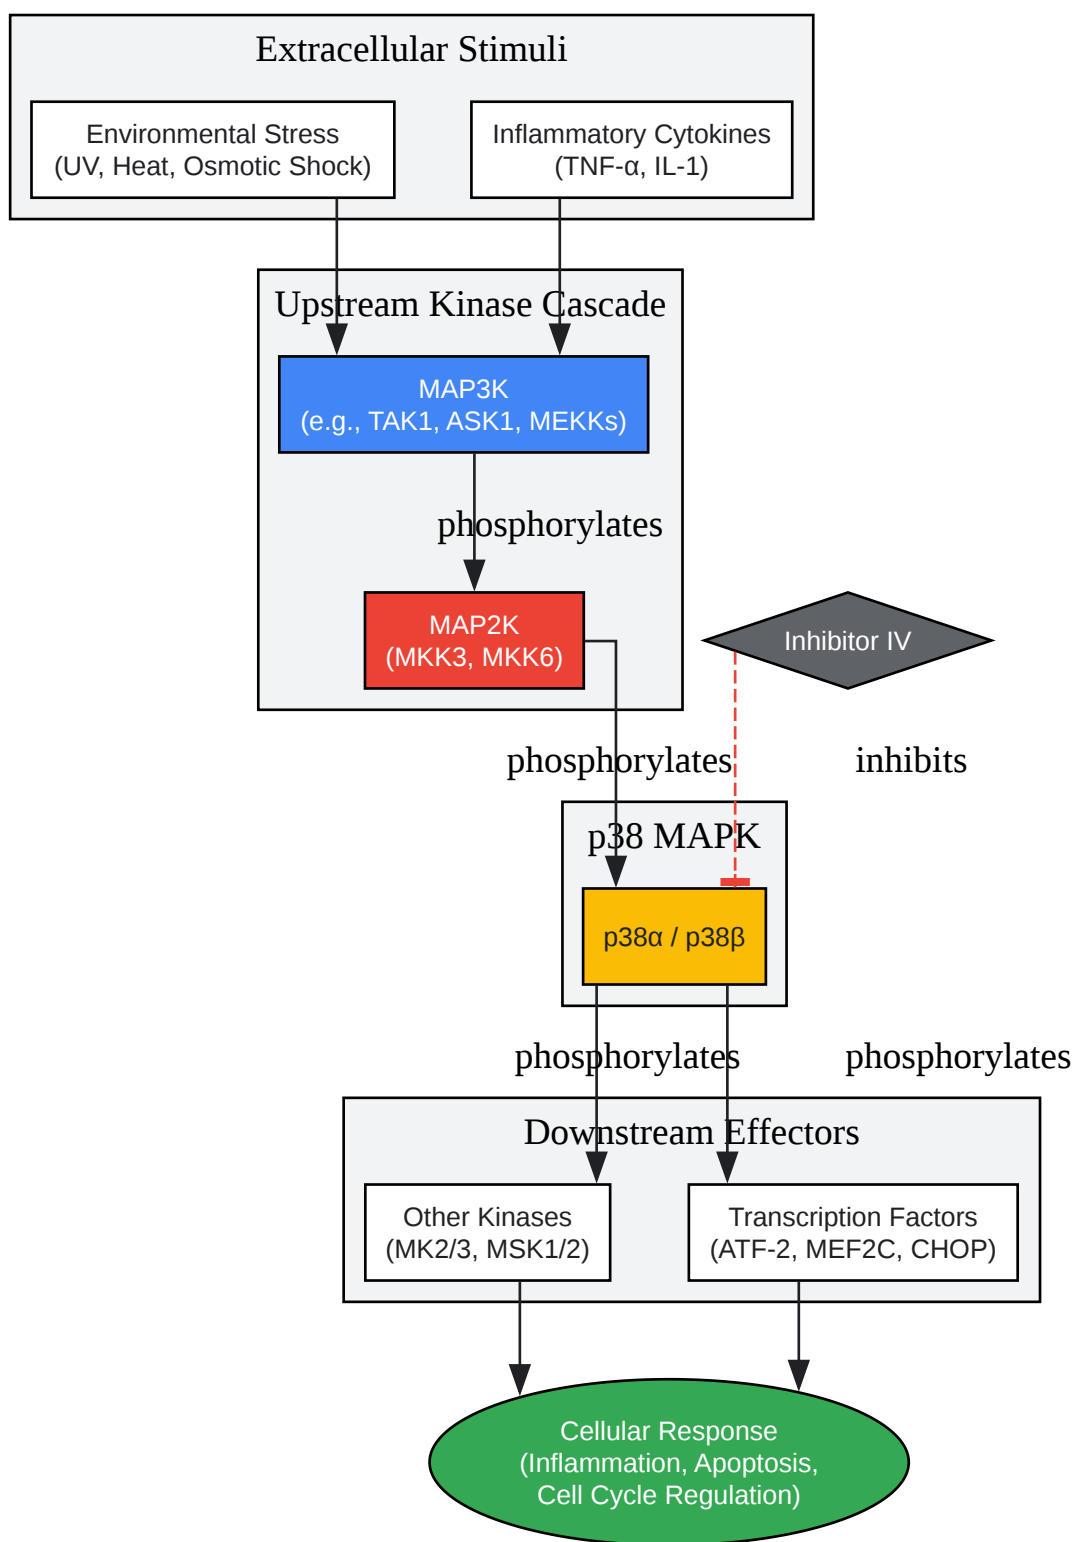 Extracellular Stimuli
Environmental Stress
(UV, Heat, Osmotic Shock)
Inflammatory Cytokines
(TNF-α, IL-1)
Upstream Kinase Cascade
MAP3K
(e.g., TAK1, ASK1, MEKKs)
phosphorylates
MAP2K
(MKK3, MKK6)
Inhibitor IV
phosphorylates
inhibits
p38 MAPK
p38α / p38β
phosphorylates
phosphorylates
Downstream Effectors
Other Kinases
(MK2/3, MSK1/2)
Transcription Factors
(ATF-2, MEF2C, CHOP)
Cellular Response
(Inflammation, Apoptosis,
Cell Cycle Regulation)